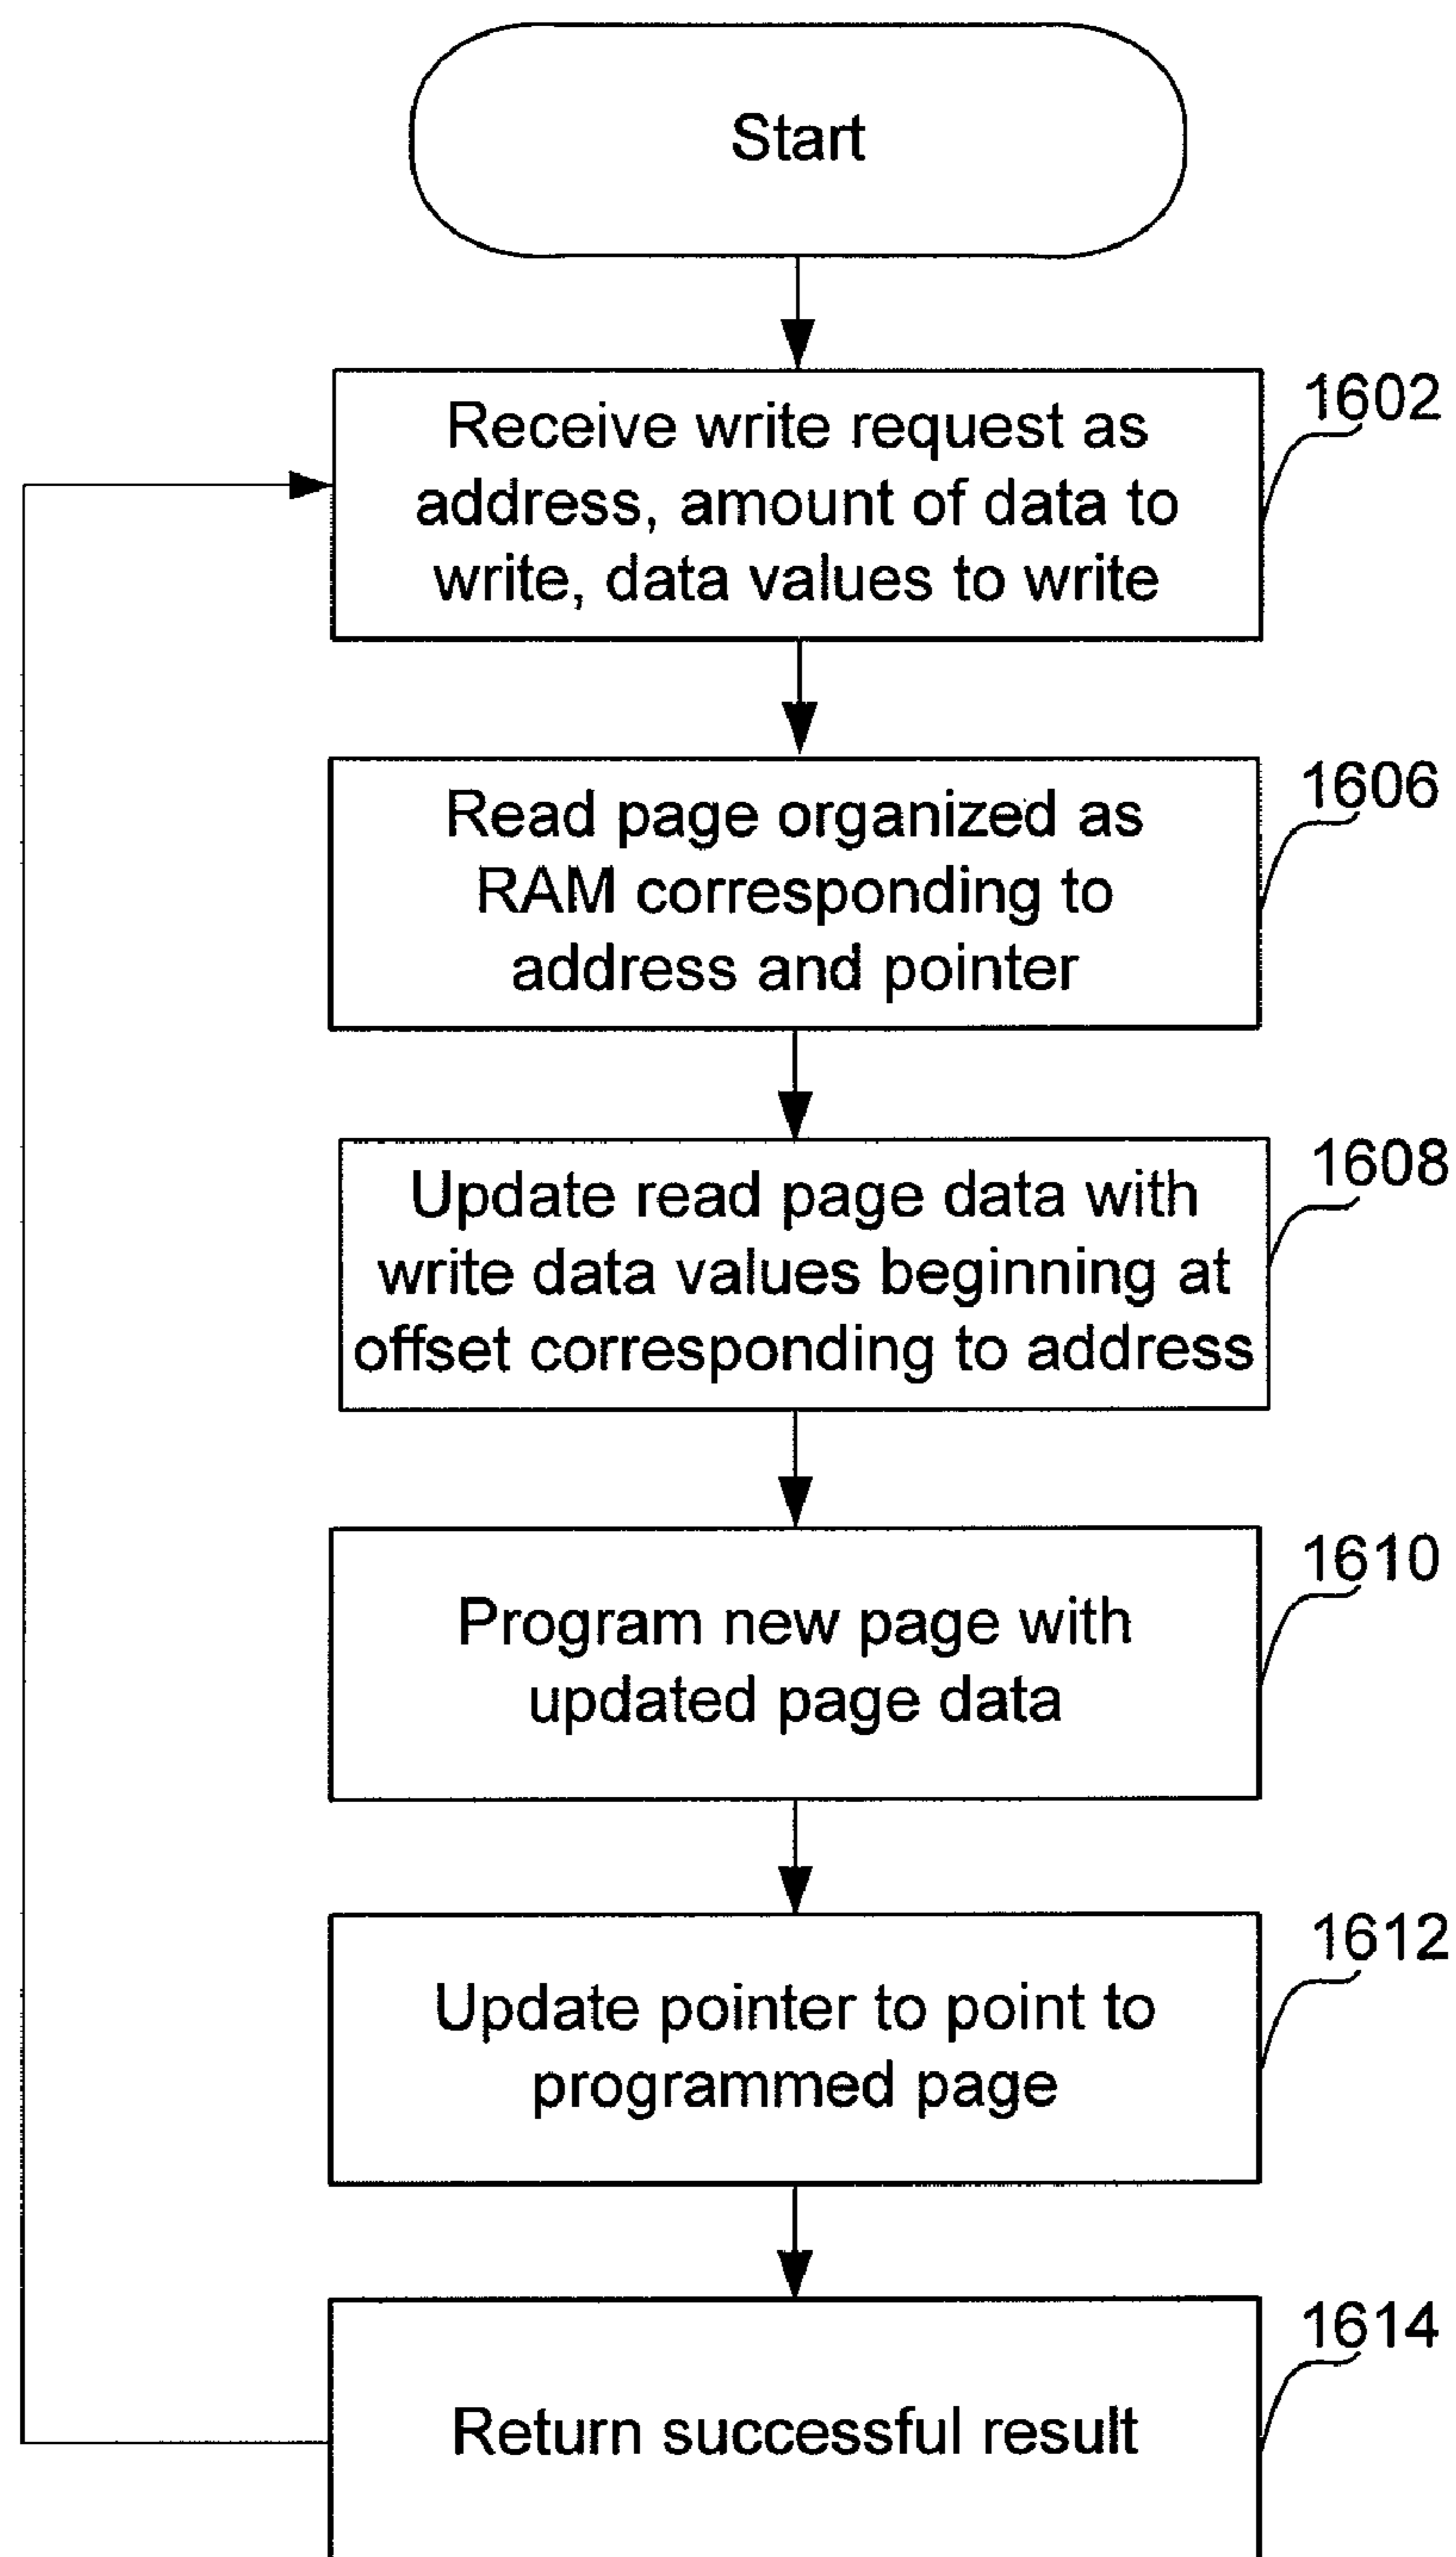 Start
1602
Receive write request as
address, amount of data to
write, data values to write
1606
Read page organized as
RAM corresponding to
address and pointer
1608
Update read page data with
write data values beginning at
offset corresponding to address
1610
Program new page with
updated page data
1612
Update pointer to point to
programmed page
1614
Return successful result